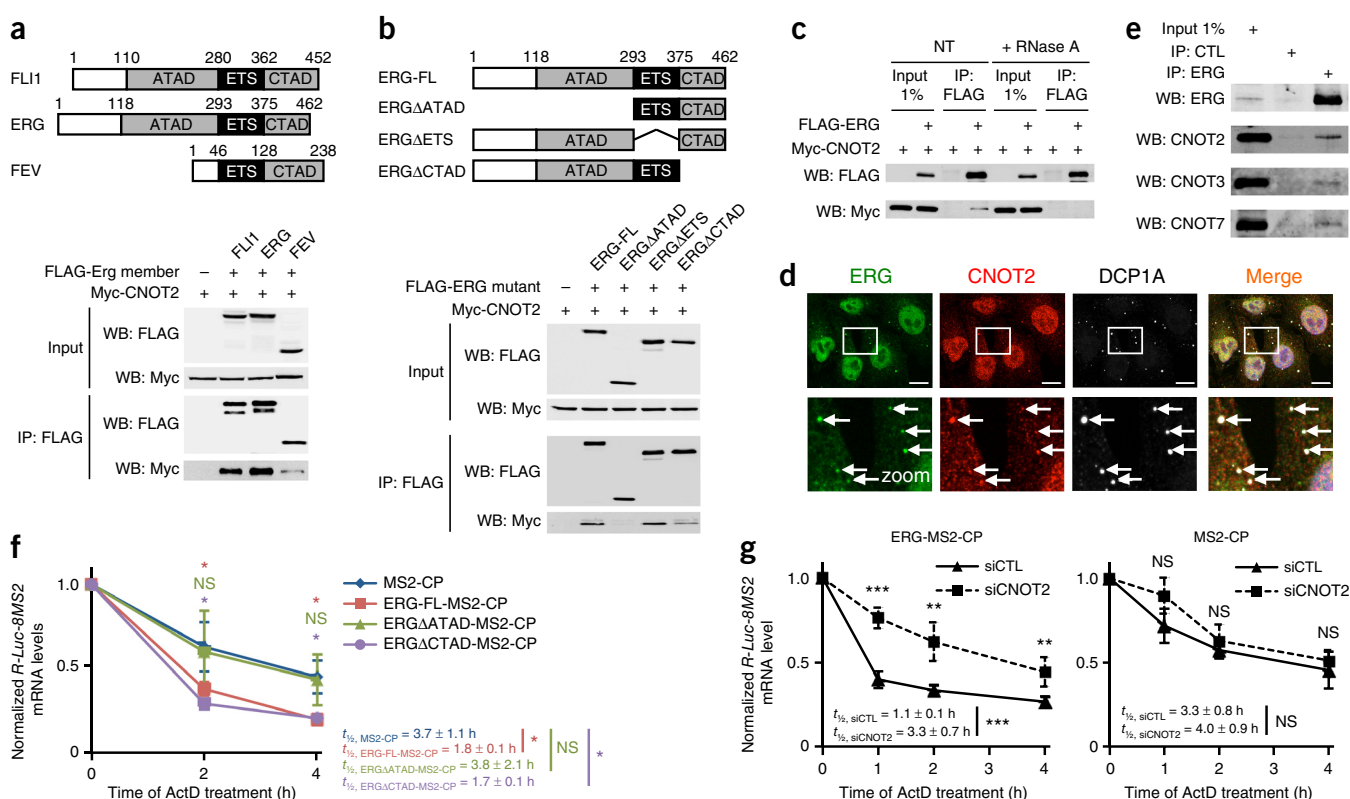 a
1 110 280 362 452
FLI1 ATAD ETS CTAD
1 118 293 375 462
ERG ATAD ETS CTAD
1 46 128 238
FEV ETS CTAD
FLI1 ERG FEV
FLAG-Erg member – + + +
Myc-CNOT2 + + + +
Input
WB: FLAG
WB: Myc
IP: FLAG
WB: FLAG
WB: Myc
b
1 118 293 375 462
ERG-FL ATAD ETS CTAD
ERGΔATAD ETS CTAD
ERGΔETS ATAD CTAD
ERGΔCTAD ATAD ETS
ERG-FL ERGΔATAD ERGΔETS ERGΔCTAD
FLAG-ERG mutant – + + + +
Myc-CNOT2 + + + + +
Input
WB: FLAG
WB: Myc
IP: FLAG
WB: FLAG
WB: Myc
c
NT + RNase A
Input 1% IP: FLAG Input 1% IP: FLAG
FLAG-ERG + + + +
Myc-CNOT2 + + + + + + + +
WB: FLAG
WB: Myc
e
Input 1% +
IP: CTL +
IP: ERG +
WB: ERG
WB: CNOT2
WB: CNOT3
WB: CNOT7
d
ERG CNOT2 DCP1A Merge
zoom
f
Normalized R-Luc-8MS2
mRNA levels
1.0
0.5
0
0 2 4
Time of ActD treatment (h)
*
NS
*
*
NS
*
MS2-CP
ERG-FL-MS2-CP
ERGΔATAD-MS2-CP
ERGΔCTAD-MS2-CP
t½, MS2-CP = 3.7 ± 1.1 h
t½, ERG-FL-MS2-CP = 1.8 ± 0.1 h
t½, ERGΔATAD-MS2-CP = 3.8 ± 2.1 h
t½, ERGΔCTAD-MS2-CP = 1.7 ± 0.1 h
* NS *
g
ERG-MS2-CP
Normalized R-Luc-8MS2
mRNA level
1.0
0.5
0
0 1 2 3 4
Time of ActD treatment (h)
siCTL
siCNOT2
*** ** **
t½, siCTL = 1.1 ± 0.1 h
t½, siCNOT2 = 3.3 ± 0.7 h
***
MS2-CP
1.0
0.5
0
0 1 2 3 4
Time of ActD treatment (h)
siCTL
siCNOT2
NS NS NS
t½, siCTL = 3.3 ± 0.8 h
t½, siCNOT2 = 4.0 ± 0.9 h
NS